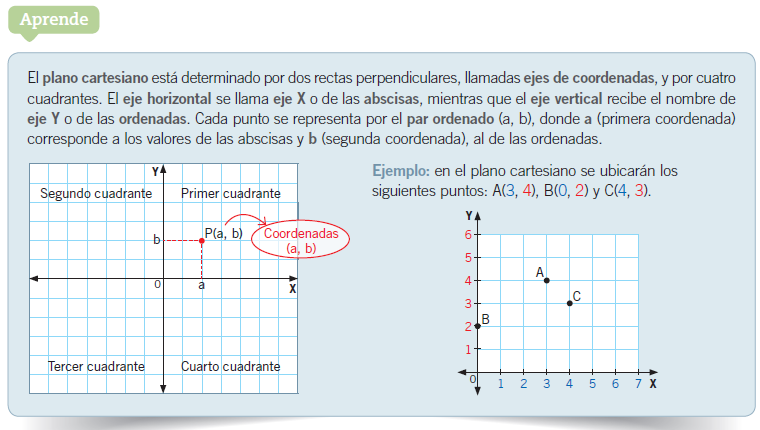 Aprende
El plano cartesiano está determinado por dos rectas perpendiculares, llamadas ejes de coordenadas, y por cuatro
cuadrantes. El eje horizontal se llama eje X o de las abscisas, mientras que el eje vertical recibe el nombre de
eje Y o de las ordenadas. Cada punto se representa por el par ordenado (a, b), donde a (primera coordenada)
corresponde a los valores de las abscisas y b (segunda coordenada), al de las ordenadas.
Y
Segundo cuadrante
Primer cuadrante
P(a, b)
b
Coordenadas
(a, b)
0
a
X
Tercer cuadrante
Cuarto cuadrante
Ejemplo: en el plano cartesiano se ubicarán los
siguientes puntos: A(3, 4), B(0, 2) y C(4, 3).
Y
6
5
4
3
2
1
A
C
B
0
1 2 3 4 5 6 7 X